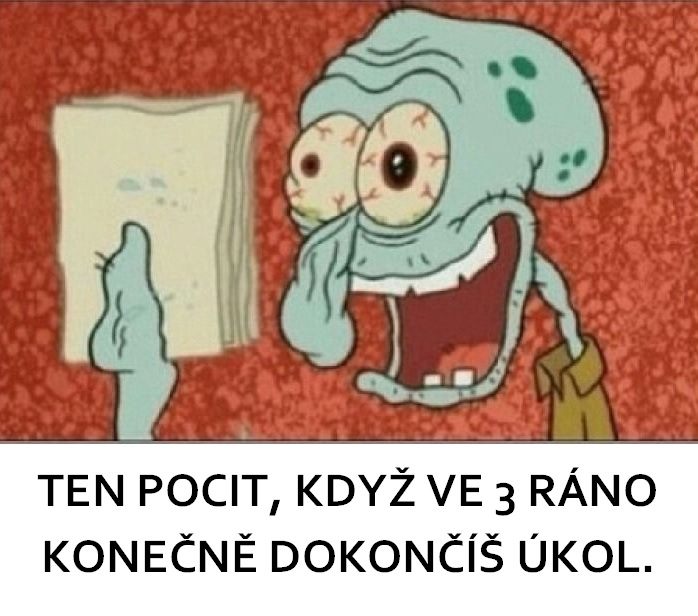 TEN POCIT, KDYŽ VE 3 RÁNO
KONEČNĚ DOKONČÍŠ ÚKOL.